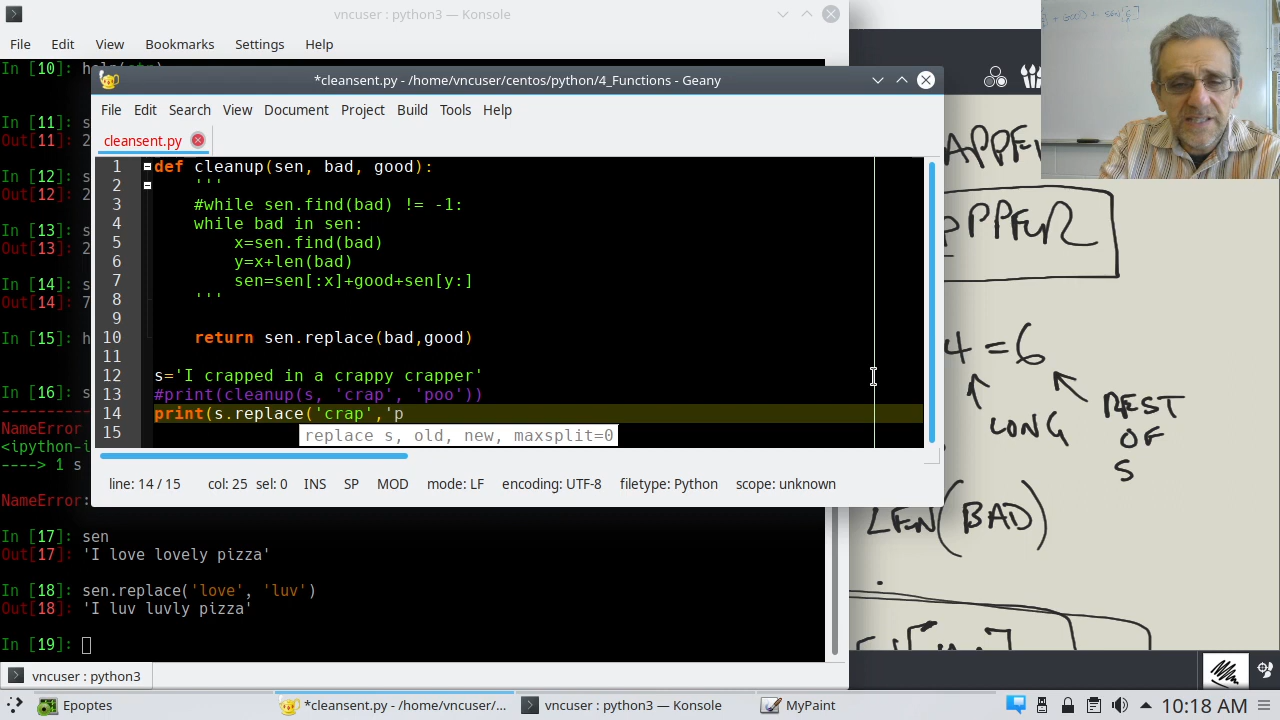 vncuser : python3 — Konsole
File Edit View Bookmarks Settings Help
In [10]:
In [11]: s
Out[11]: 2
In [12]: s
Out[12]: 2
In [13]: s
Out[13]: 2
In [14]: s
Out[14]: 7
In [15]: h
In [16]: s
NameError
<ipython-i
----> 1 s
NameError:
In [17]: sen
Out[17]: 'I love lovely pizza'
In [18]: sen.replace('love', 'luv')
Out[18]: 'I luv luvly pizza'
In [19]:
vncuser : python3
*cleansent.py - /home/vncuser/centos/python/4_Functions - Geany
File Edit Search View Document Project Build Tools Help
cleansent.py
1 def cleanup(sen, bad, good):
2     '''
3     #while sen.find(bad) != -1:
4     while bad in sen:
5         x=sen.find(bad)
6         y=x+len(bad)
7         sen=sen[:x]+good+sen[y:]
8     '''
9
10     return sen.replace(bad,good)
11
12 s='I crapped in a crappy crapper'
13 #print(cleanup(s, 'crap', 'poo'))
14 print(s.replace('crap','p
15
replace s, old, new, maxsplit=0
line: 14 / 15 col: 25 sel: 0 INS SP MOD mode: LF encoding: UTF-8 filetype: Python scope: unknown
4 = 6
LONG
REST
OF
S
LEN(BAD)
Epoptes *cleansent.py - /home/vncuser/... vncuser : python3 — Konsole MyPaint 10:18 AM